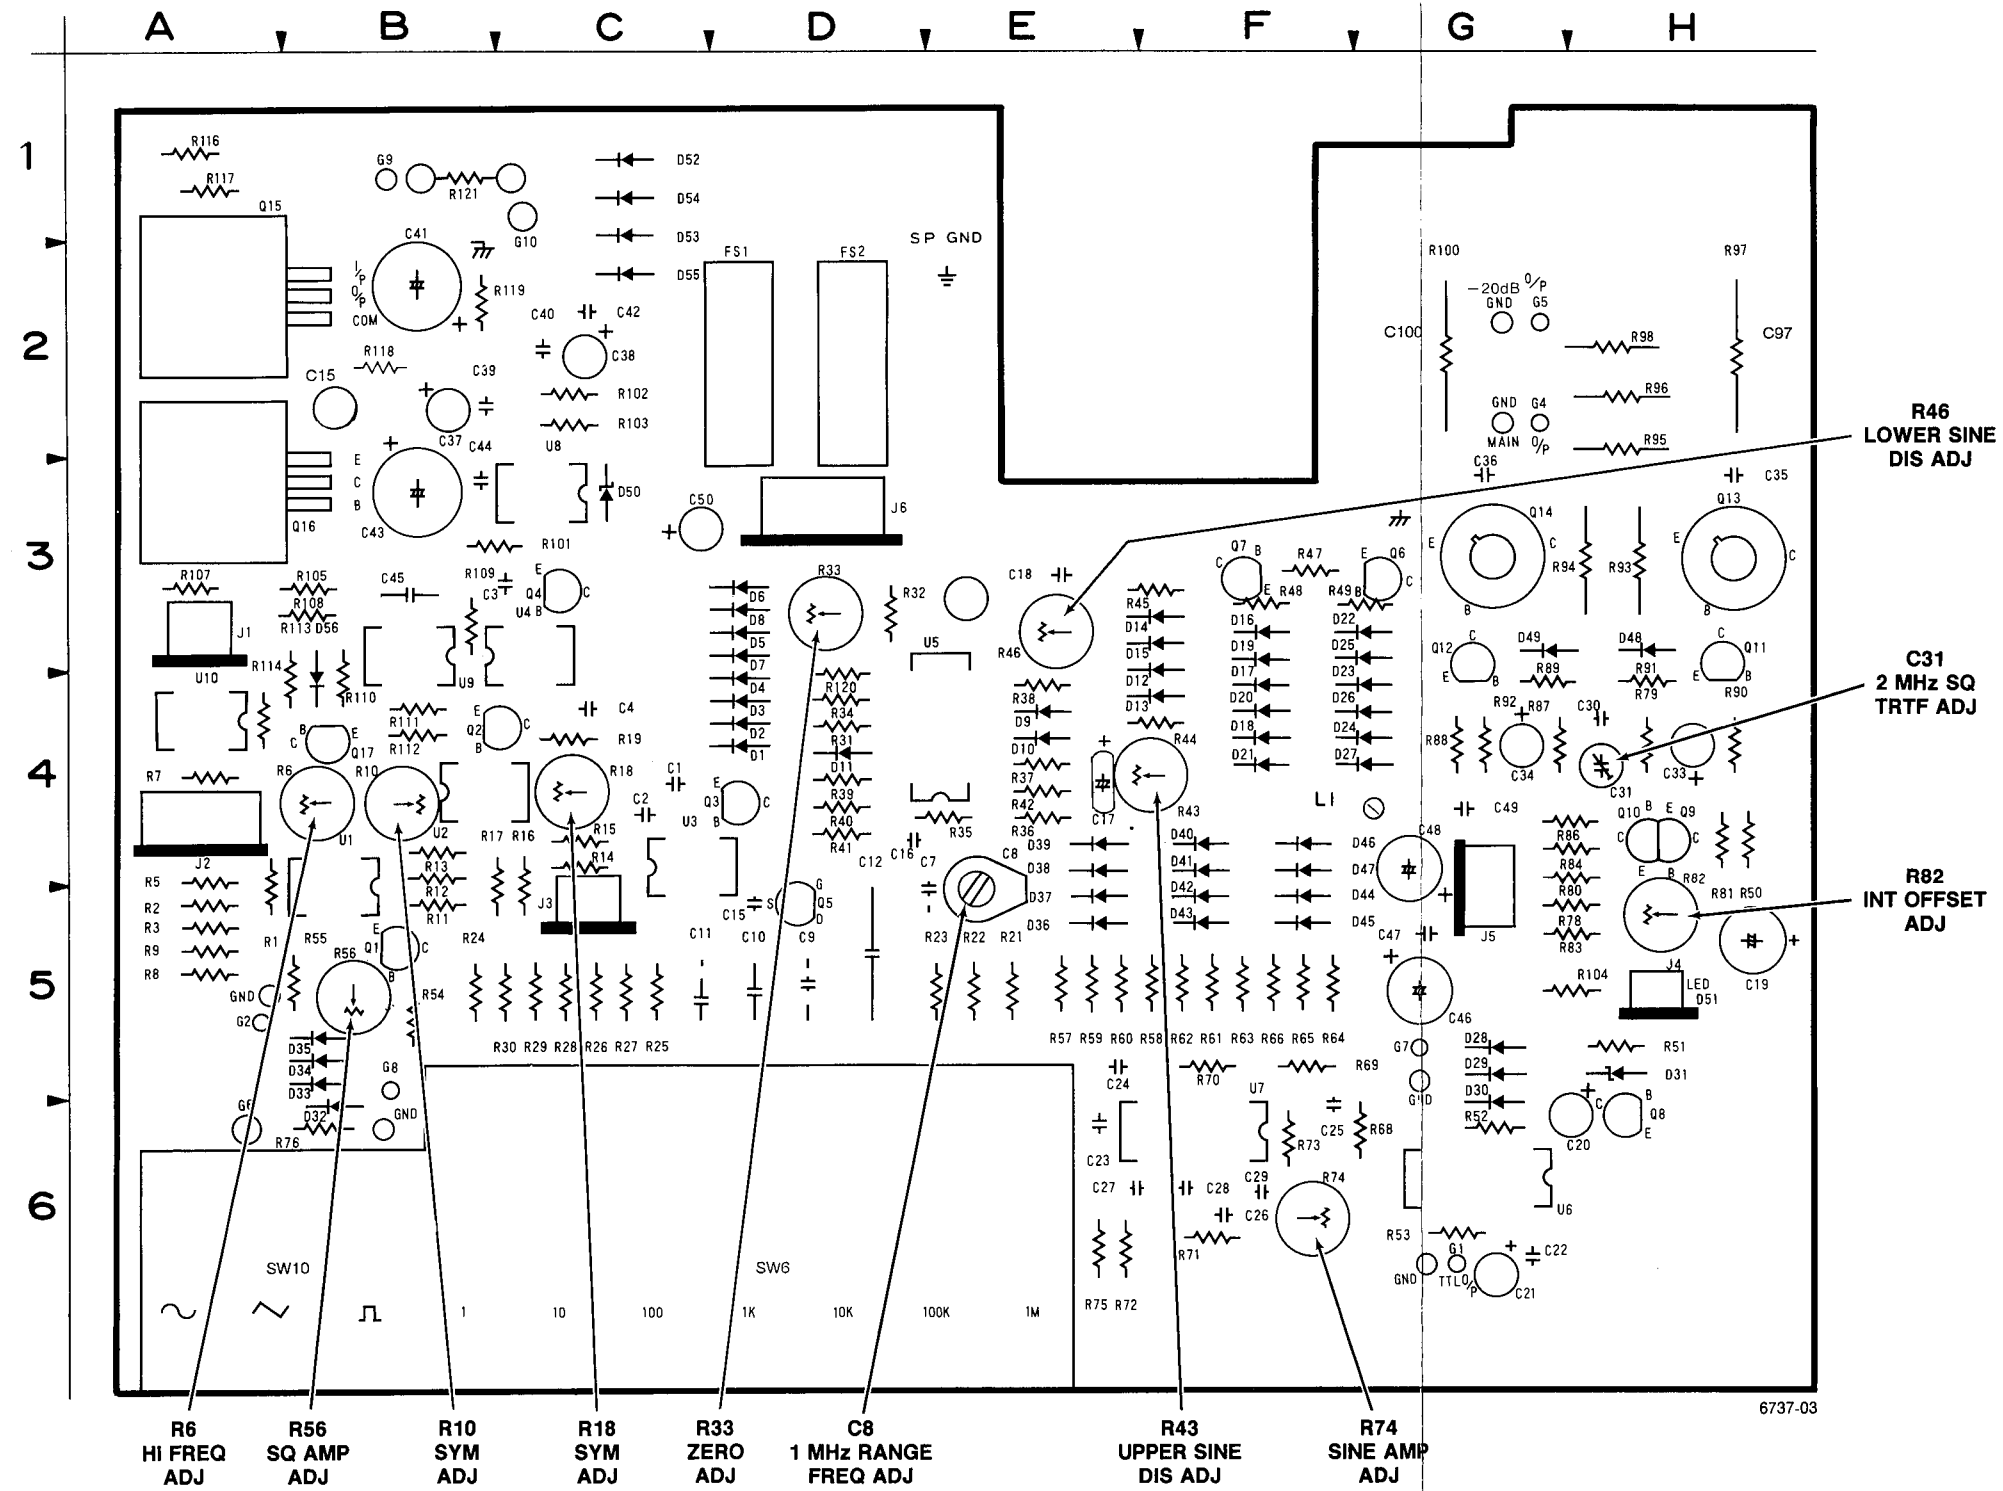 A B C D E F G H
1
R116
G9
D52
R117
R121
D54
Q15
C41
G10
D53
SP GND
FS1
FS2
R100
R97
D55
I/P
O/P
COM
R119
C40
C42
-20dB O/P
GND G5
C100
C97
2
R118
C38
R98
C15
C39
R102
R96
R103
GND G4
MAIN O/P
R95
R46
LOWER SINE
DIS ADJ
C37
C44
U8
E
C
B
C36
C35
D50
C50
J6
Q13
Q14
Q16
C43
E C
E C
3
R101
Q7 B
R47
E Q6
R94
R93
R107
R105
C45
R109
C3
E
Q4
C
B
U4
R33
R32
C18
E R48
R49 B
C
B
B
R108
R113 D56
D6
D8
D5
D7
D4
D3
D2
D1
R45
D14
D15
D12
D13
D16
D19
D17
D20
D18
D21
D22
D25
D23
D26
D24
D27
J1
U10
R114
R110
U9
U5
R46
Q12
C
E B
D49
R89
D48
R91
R79
C
Q11
E B
R90
C31
2 MHz SQ
TRTF ADJ
R120
R34
R31
D11
R39
R40
R41
R38
D9
D10
R37
R42
R36
R111
R112
E
Q2
B
C4
R19
B E
C
Q17
R92 R87
C30
R88
C34
C33
C31
R44
R43
C17
4
R7
R6
R10
R18
C1
C2
U3
E
Q3
C
B
L1
C49
Q10 B E Q9
C C
E B
U1
U2
R17 R16
R15
R14
R35
C16
C7
C8
D39
D38
D37
D36
D40
D41
D42
D43
D46
D47
D44
D45
C48
R86
R84
R80
R78
R83
R82
R81 R50
R82
INT OFFSET
ADJ
J2
R13
R12
R11
C12
J3
C15
G
S Q5
D
R5
R2
R3
R9
R8
R1
R55
R56
Q1
E
C
B
R24
C11 C10 C9
R23 R22 R21
C47
J5
J4
LED
D51
R104
C19
5
GND
G2
R54
C46
D35
D34
D33
D32
R30 R29 R28 R26 R27 R25
R57 R59 R60 R58 R62 R61 R63 R66 R65 R64
G7
D28
D29
D30
R52
R51
D31
G8
GND
C24
R70
R69
U7
GND
G6
R76
C23
C25
R68
R73
C20
C B
Q8
E
6
C27
C28
C29
C26
R74
U6
R71
R53
G1
GND
TTL O/P
C22
C21
SW10
SW6
1 10 100 1K 10K 100K 1M
R75 R72
6737-03
R6
HI FREQ
ADJ
R56
SQ AMP
ADJ
R10
SYM
ADJ
R18
SYM
ADJ
R33
ZERO
ADJ
C8
1 MHz RANGE
FREQ ADJ
R43
UPPER SINE
DIS ADJ
R74
SINE AMP
ADJ